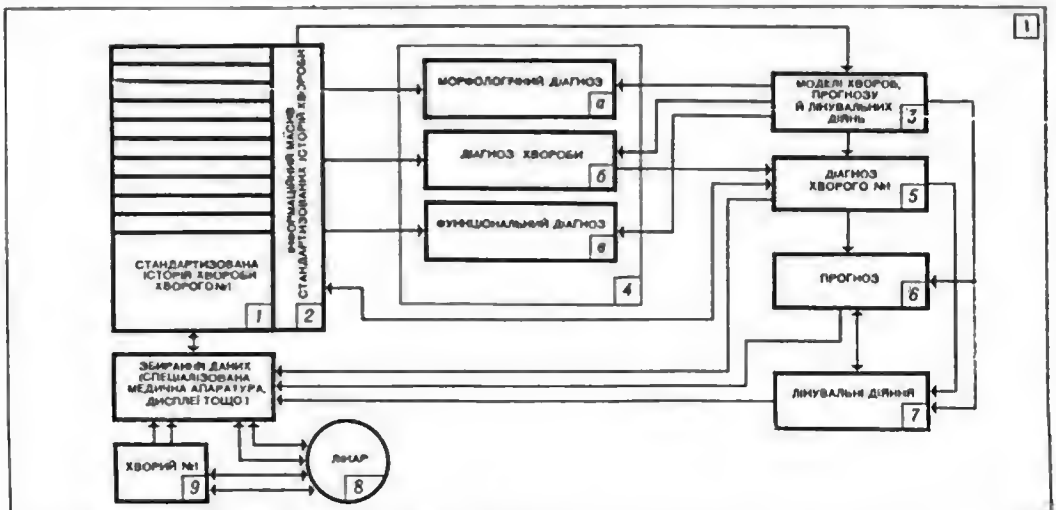 1
ІНФОРМАЦІЙНИЙ МАСИВ
СТАНДАРТИЗОВАНИХ ІСТОРІЙ ХВОРОБИ
2
СТАНДАРТИЗОВАНА
ІСТОРІЯ ХВОРОБИ
ХВОРОГО №1
1
МОРФОЛОГІЧНИЙ ДІАГНОЗ
а
ДІАГНОЗ ХВОРОБИ
б
ФУНКЦІОНАЛЬНИЙ ДІАГНОЗ
в
4
МОДЕЛІ ХВОРОБ,
ПРОГНОЗУ
Й ЛІКУВАЛЬНИХ
ДІЯНЬ
3
ДІАГНОЗ
ХВОРОГО №1
5
ПРОГНОЗ
6
ЛІКУВАЛЬНІ ДІЯННЯ
7
ЗБИРАННЯ ДАНИХ
(СПЕЦІАЛІЗОВАНА
МЕДИЧНА АПАРАТУРА,
ДИСПЛЕЇ ТОЩО)
ХВОРИЙ №1
9
ЛІКАР
8